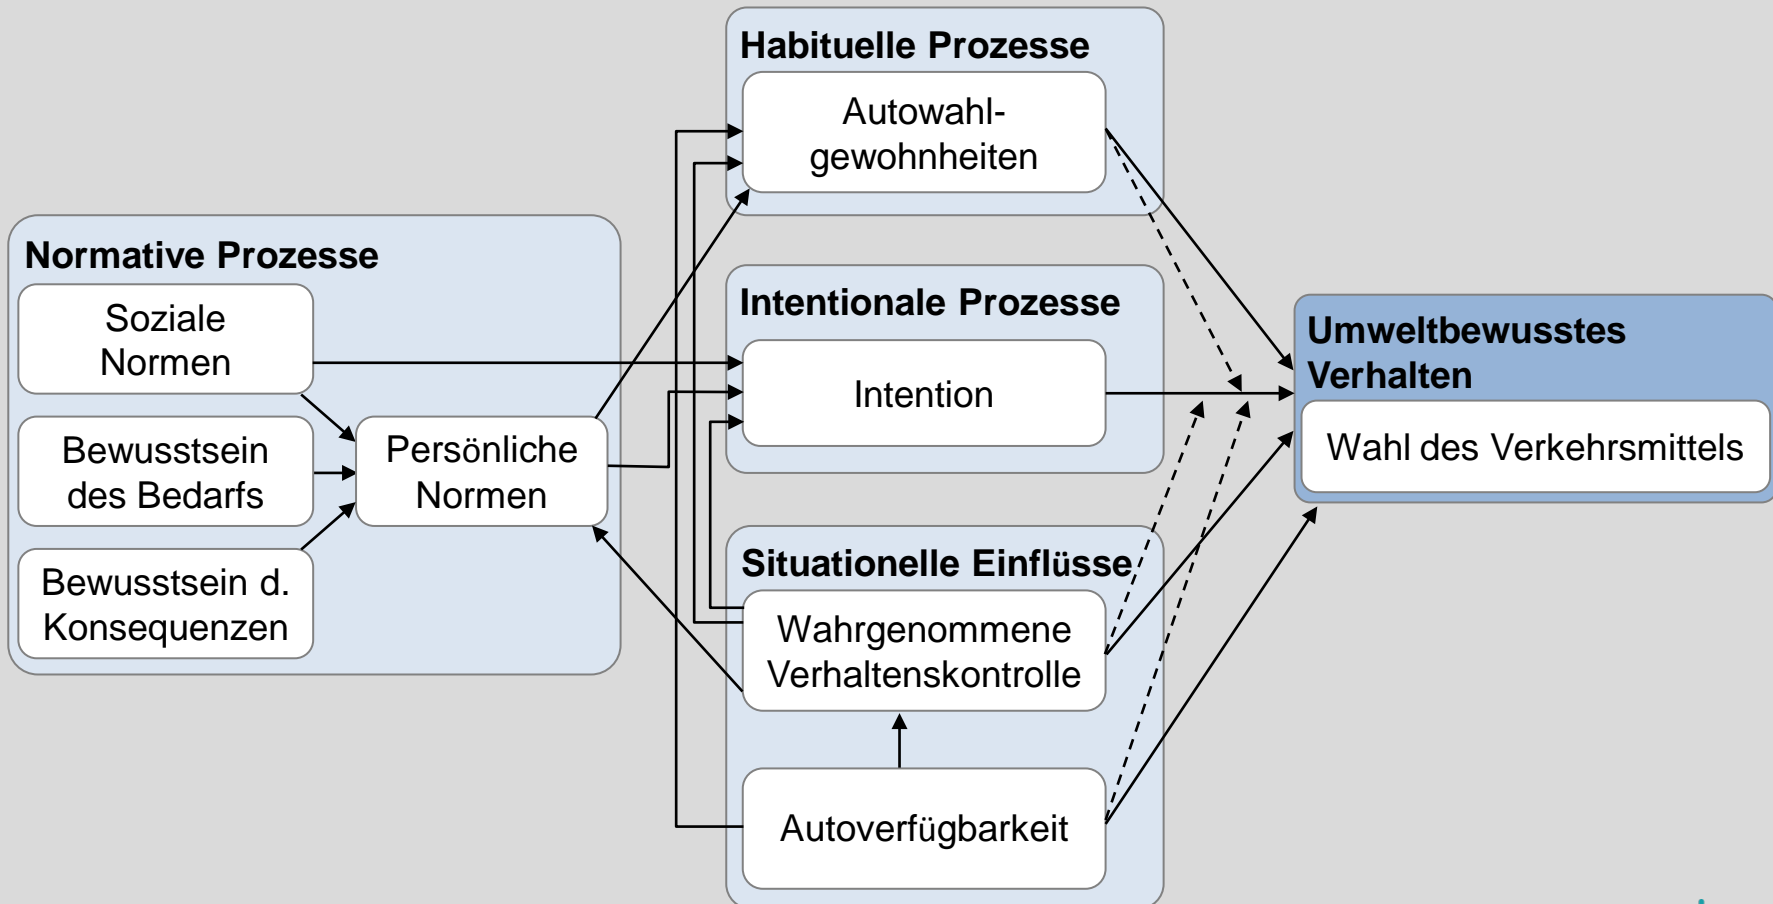 Habituelle Prozesse
Autowahl-
gewohnheiten
Normative Prozesse
Soziale
Normen
Bewusstsein
des Bedarfs
Bewusstsein d.
Konsequenzen
Persönliche
Normen
Intentionale Prozesse
Intention
Situationelle Einflüsse
Wahrgenommene
Verhaltenskontrolle
Autoverfügbarkeit
Umweltbewusstes
Verhalten
Wahl des Verkehrsmittels